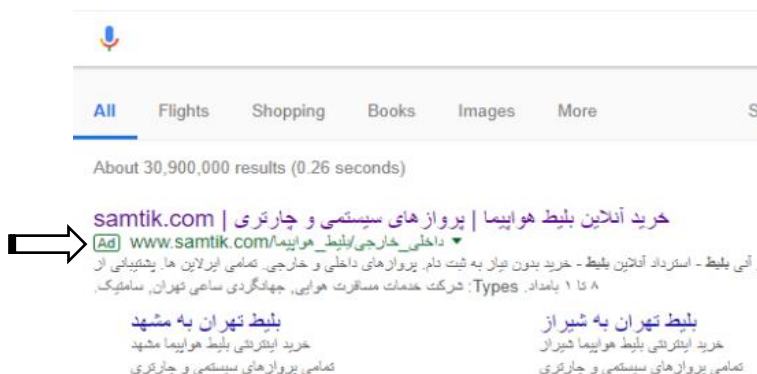 All Flights Shopping Books Images More S
About 30,900,000 results (0.26 seconds)
خرید آنلاین بلیط هواپیما | پروازهای سیستمی و چارتری | samtik.com
Ad www.samtik.com/داخلی_خارجی/بلیط_هواپیما
آنی بلیط - استرداد آنلاین بلیط - خرید بدون نیاز به ثبت نام. پروازهای داخلی و خارجی. تمامی ایرلاین ها. پشتیبانی از
۸ تا ۱ بامداد. Types: شرکت خدمات مسافرت هوایی, جهانگردی ساعی تهران, سامتیک.
بلیط تهران به شیراز
خرید اینترنتی بلیط هواپیما شیراز
تمامی پروازهای سیستمی و چارتری
بلیط تهران به مشهد
خرید اینترنتی بلیط هواپیما مشهد
تمامی پروازهای سیستمی و چارتری